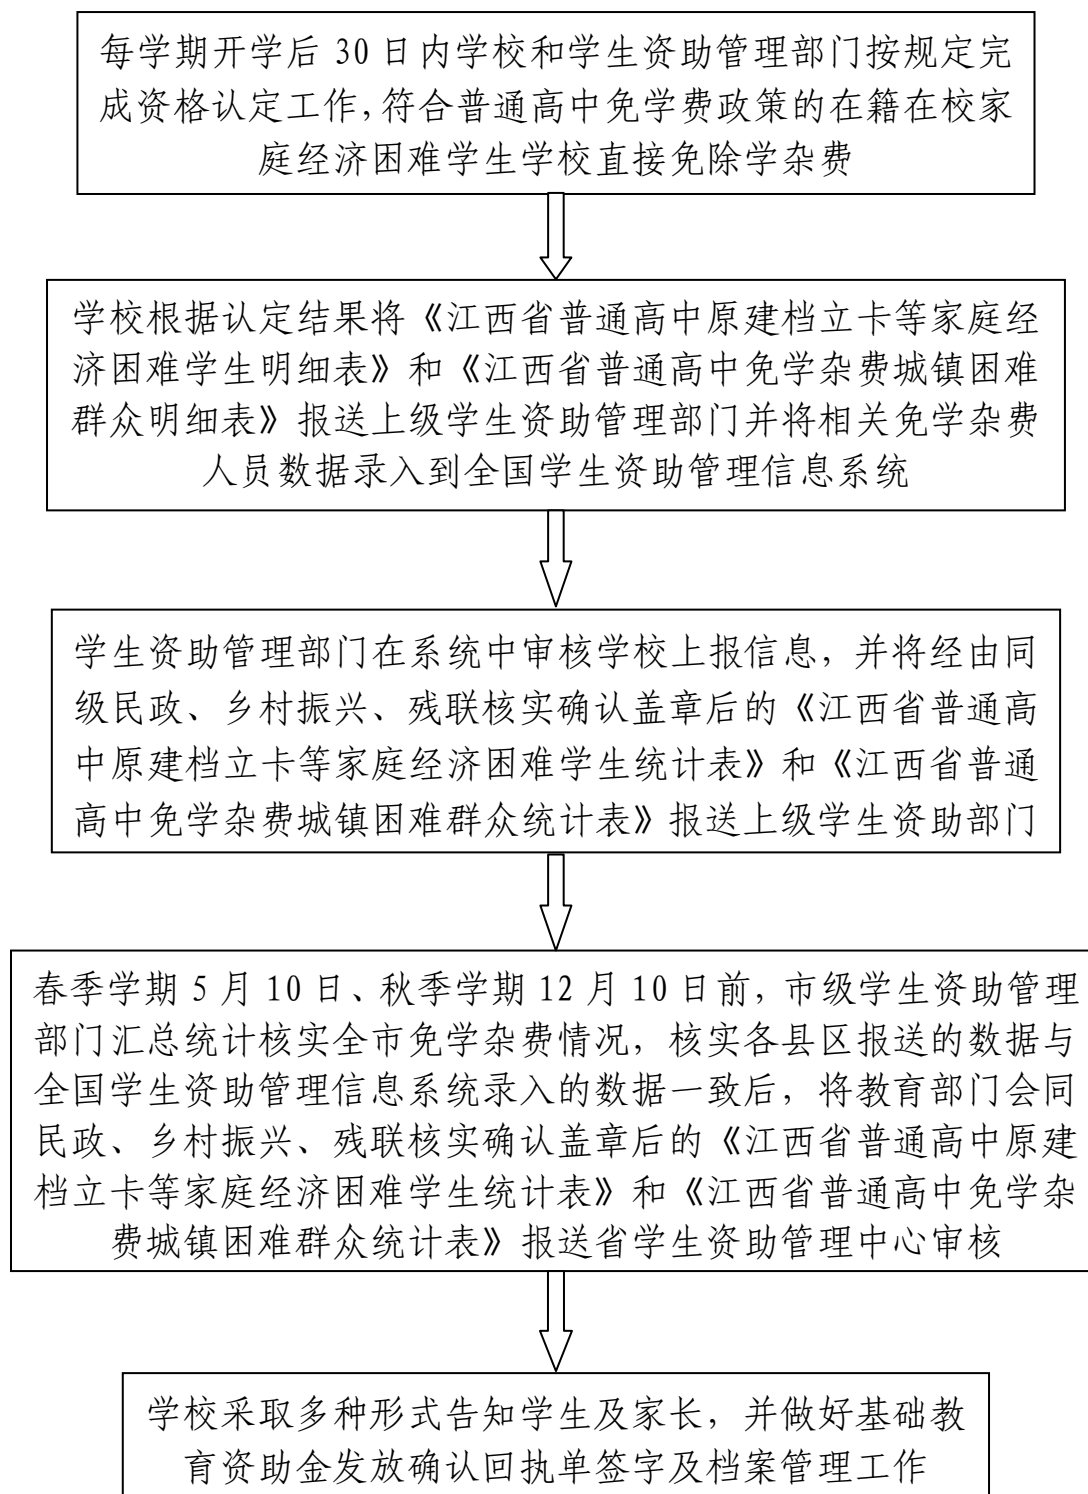 每学期开学后 30 日内学校和学生资助管理部门按规定完
成资格认定工作,符合普通高中免学费政策的在籍在校家
庭经济困难学生学校直接免除学杂费
学校根据认定结果将《江西省普通高中原建档立卡等家庭经
济困难学生明细表》和《江西省普通高中免学杂费城镇困难
群众明细表》报送上级学生资助管理部门并将相关免学杂费
人员数据录入到全国学生资助管理信息系统
学生资助管理部门在系统中审核学校上报信息，并将经由同
级民政、乡村振兴、残联核实确认盖章后的《江西省普通高
中原建档立卡等家庭经济困难学生统计表》和《江西省普通
高中免学杂费城镇困难群众统计表》报送上级学生资助部门
春季学期 5 月 10 日、秋季学期 12 月 10 日前，市级学生资助管理
部门汇总统计核实全市免学杂费情况，核实各县区报送的数据与
全国学生资助管理信息系统录入的数据一致后，将教育部门会同
民政、乡村振兴、残联核实确认盖章后的《江西省普通高中原建
档立卡等家庭经济困难学生统计表》和《江西省普通高中免学杂
费城镇困难群众统计表》报送省学生资助管理中心审核
学校采取多种形式告知学生及家长，并做好基础教
育资助金发放确认回执单签字及档案管理工作